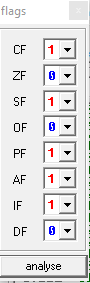 flags
CF 1
ZF 0
SF 1
OF 0
PF 1
AF 1
IF 1
DF 0
analyse